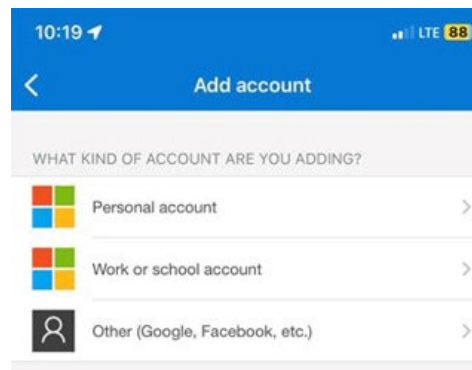 10:19 LTE 88
Add account
WHAT KIND OF ACCOUNT ARE YOU ADDING?
Personal account
Work or school account
Other (Google, Facebook, etc.)